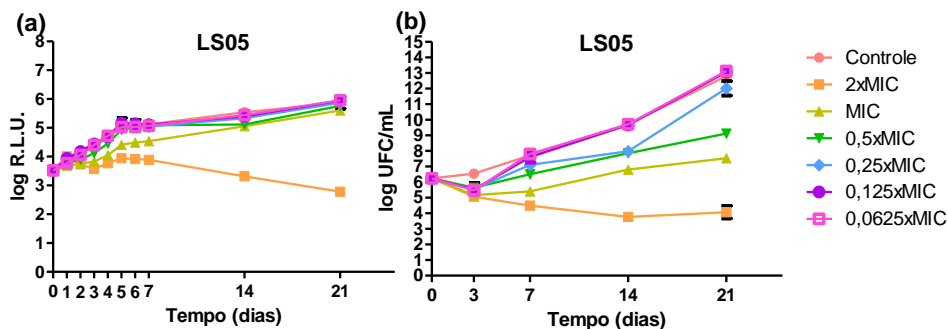 (a)
LS05
log R.L.U.
8
7
6
5
4
3
2
1
0
0 1 2 3 4 5 6 7 14 21
Tempo (dias)
(b)
LS05
log UFC/mL
15
14
13
12
11
10
9
8
7
6
5
4
3
2
1
0
0 3 7 14 21
Tempo (dias)
Controle
2xMIC
MIC
0,5xMIC
0,25xMIC
0,125xMIC
0,0625xMIC